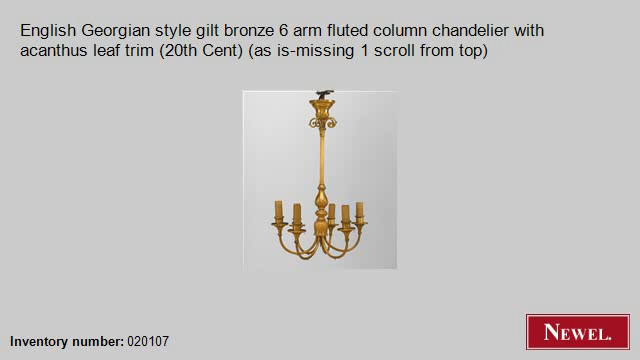 English Georgian style gilt bronze 6 arm fluted column chandelier with
acanthus leaf trim (20th Cent) (as is-missing 1 scroll from top)
Inventory number: 020107
NEWEL.